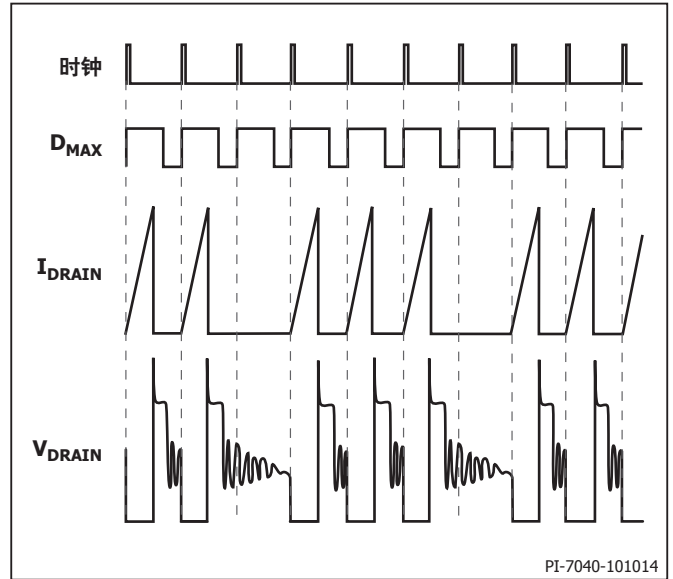 时钟
DMAX
IDRAIN
VDRAIN
PI-7040-101014